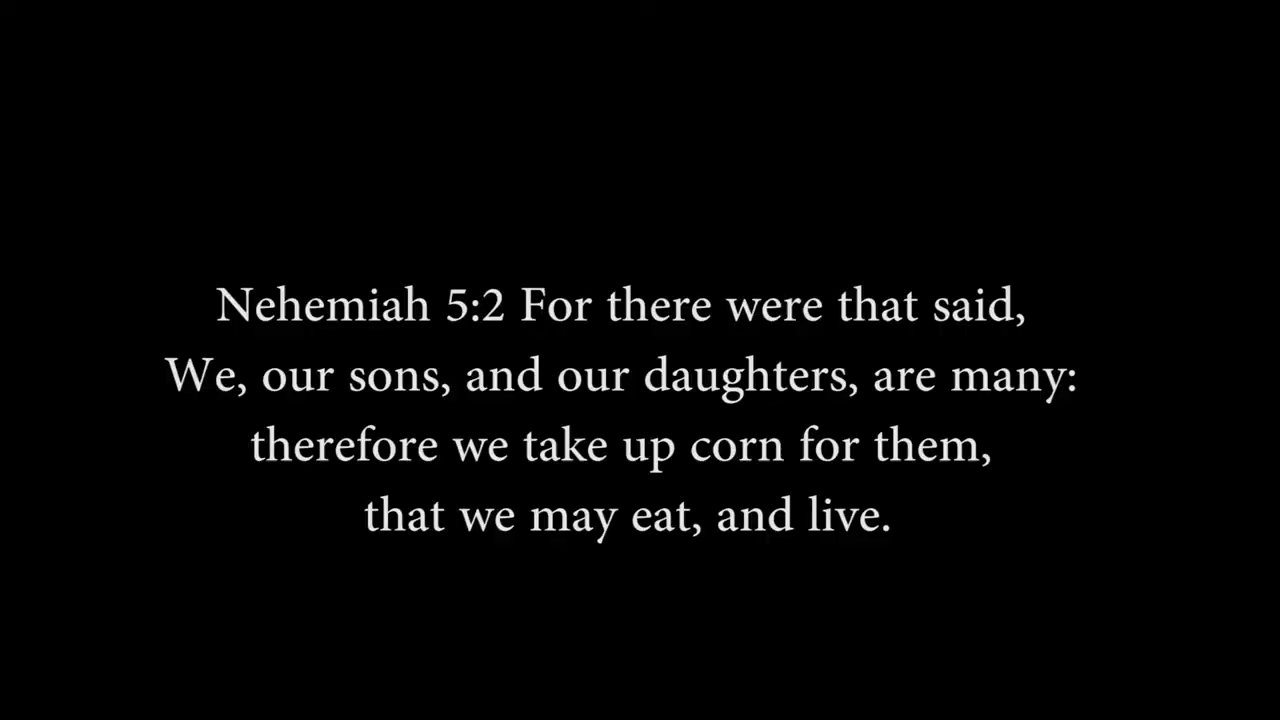 Nehemiah 5:2 For there were that said,
We, our sons, and our daughters, are many:
therefore we take up corn for them,
that we may eat, and live.